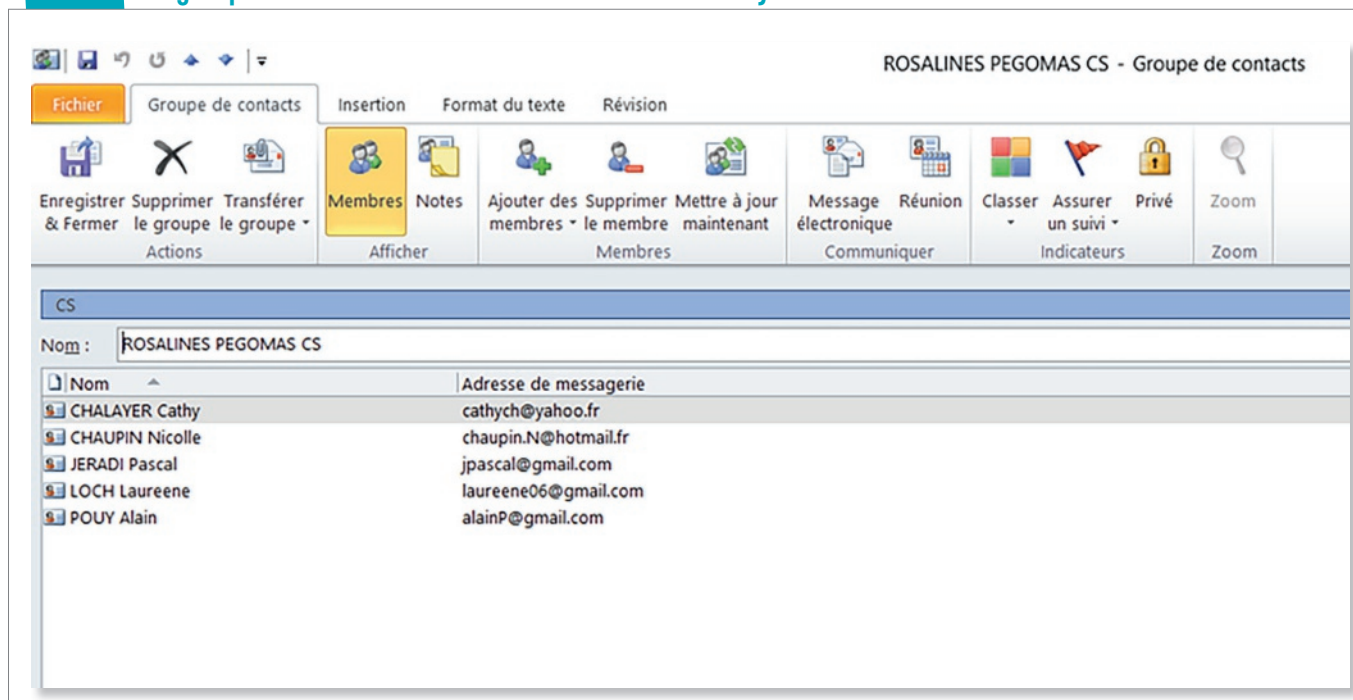 ROSALINES PEGOMAS CS - Groupe de contacts
Fichier Groupe de contacts Insertion Format du texte Révision
Enregistrer & Fermer Supprimer le groupe Transférer le groupe Membres Notes Ajouter des membres Supprimer le membre Mettre à jour maintenant Message électronique Réunion Classer Assurer un suivi Privé Zoom
Actions Afficher Membres Communiquer Indicateurs Zoom
CS
Nom : ROSALINES PEGOMAS CS
Nom Adresse de messagerie
CHALAYER Cathy cathych@yahoo.fr
CHAUPIN Nicolle chaupin.N@hotmail.fr
JERADI Pascal jpascal@gmail.com
LOCH Laureene laureene06@gmail.com
POUY Alain alainP@gmail.com